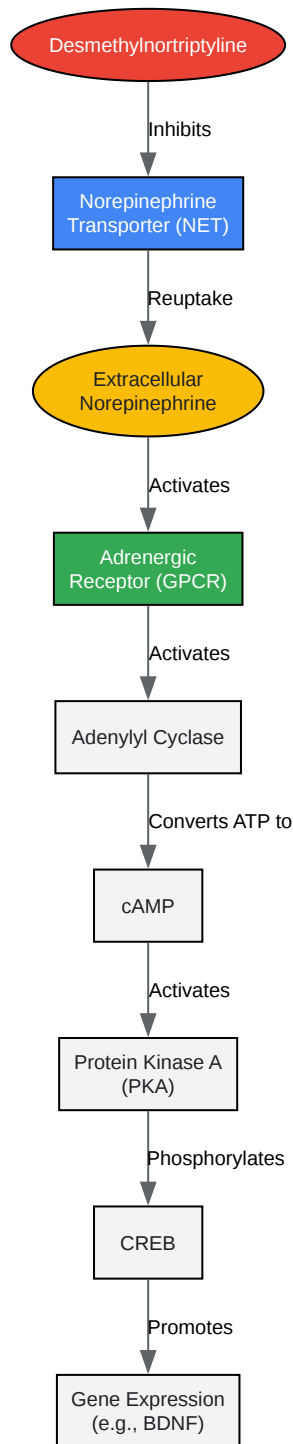 Desmethylnortriptyline
Inhibits
Norepinephrine
Transporter (NET)
Reuptake
Extracellular
Norepinephrine
Activates
Adrenergic
Receptor (GPCR)
Activates
Adenylyl Cyclase
Converts ATP to
cAMP
Activates
Protein Kinase A
(PKA)
Phosphorylates
CREB
Promotes
Gene Expression
(e.g., BDNF)